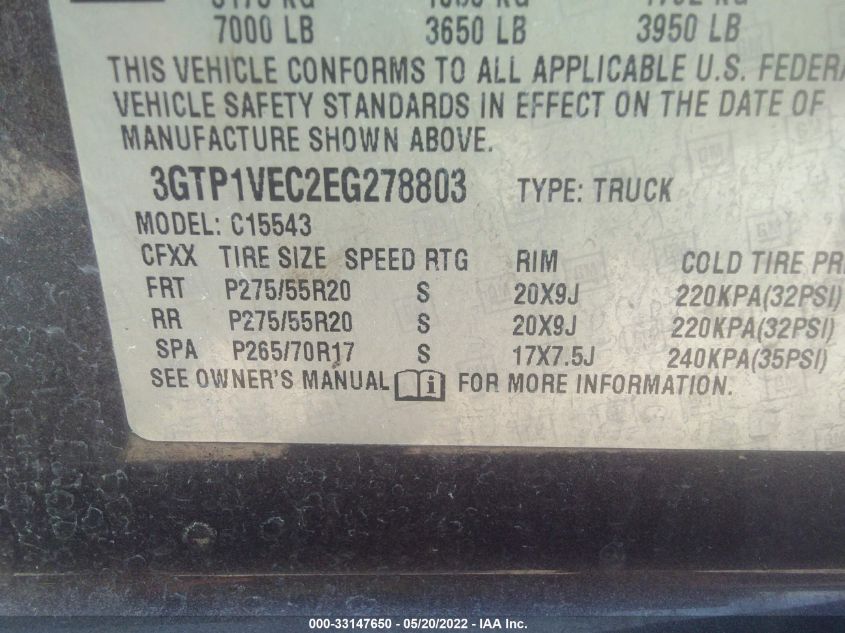 7000 LB 3650 LB 3950 LB
THIS VEHICLE CONFORMS TO ALL APPLICABLE U.S. FEDERA
VEHICLE SAFETY STANDARDS IN EFFECT ON THE DATE OF
MANUFACTURE SHOWN ABOVE.
3GTP1VEC2EG278803 TYPE: TRUCK
MODEL: C15543
CFXX TIRE SIZE SPEED RTG RIM COLD TIRE PR
FRT P275/55R20 S 20X9J 220KPA(32PSI)
RR P275/55R20 S 20X9J 220KPA(32PSI)
SPA P265/70R17 S 17X7.5J 240KPA(35PSI)
SEE OWNER'S MANUAL FOR MORE INFORMATION.
000-33147650 - 05/20/2022 - IAA Inc.